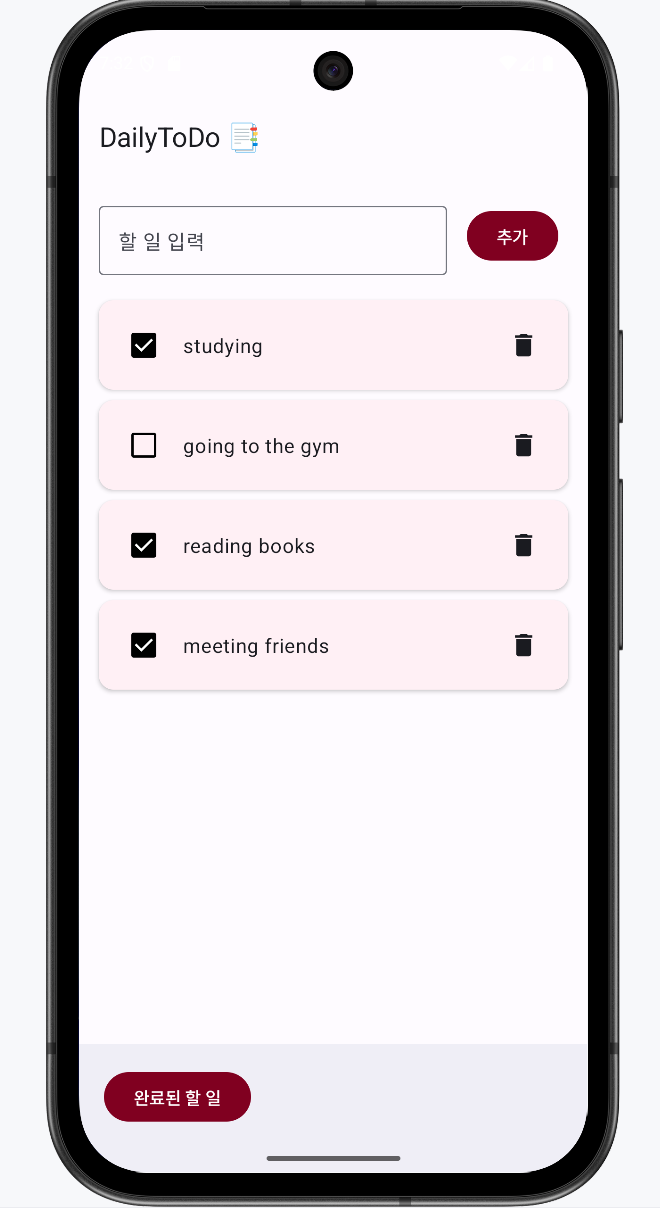 DailyToDo 📑
할 일 입력
추가
studying
going to the gym
reading books
meeting friends
완료된 할 일